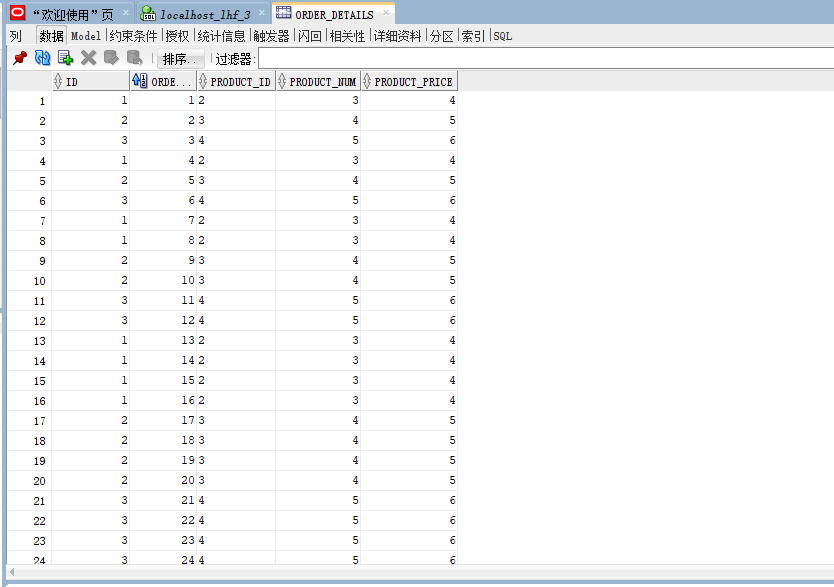 “欢迎使用”页 localhost_lhf_3 ORDER_DETAILS
列 数据 Model 约束条件 授权 统计信息 触发器 闪回 相关性 详细资料 分区 索引 SQL
排序.. 过滤器:
ID ORDE... PRODUCT_ID PRODUCT_NUM PRODUCT_PRICE
1 1 1 2 3 4
2 2 2 3 4 5
3 3 3 4 5 6
4 1 4 2 3 4
5 2 5 3 4 5
6 3 6 4 5 6
7 1 7 2 3 4
8 1 8 2 3 4
9 2 9 3 4 5
10 2 10 3 4 5
11 3 11 4 5 6
12 3 12 4 5 6
13 1 13 2 3 4
14 1 14 2 3 4
15 1 15 2 3 4
16 1 16 2 3 4
17 2 17 3 4 5
18 2 18 3 4 5
19 2 19 3 4 5
20 2 20 3 4 5
21 3 21 4 5 6
22 3 22 4 5 6
23 3 23 4 5 6
24 3 24 4 5 6